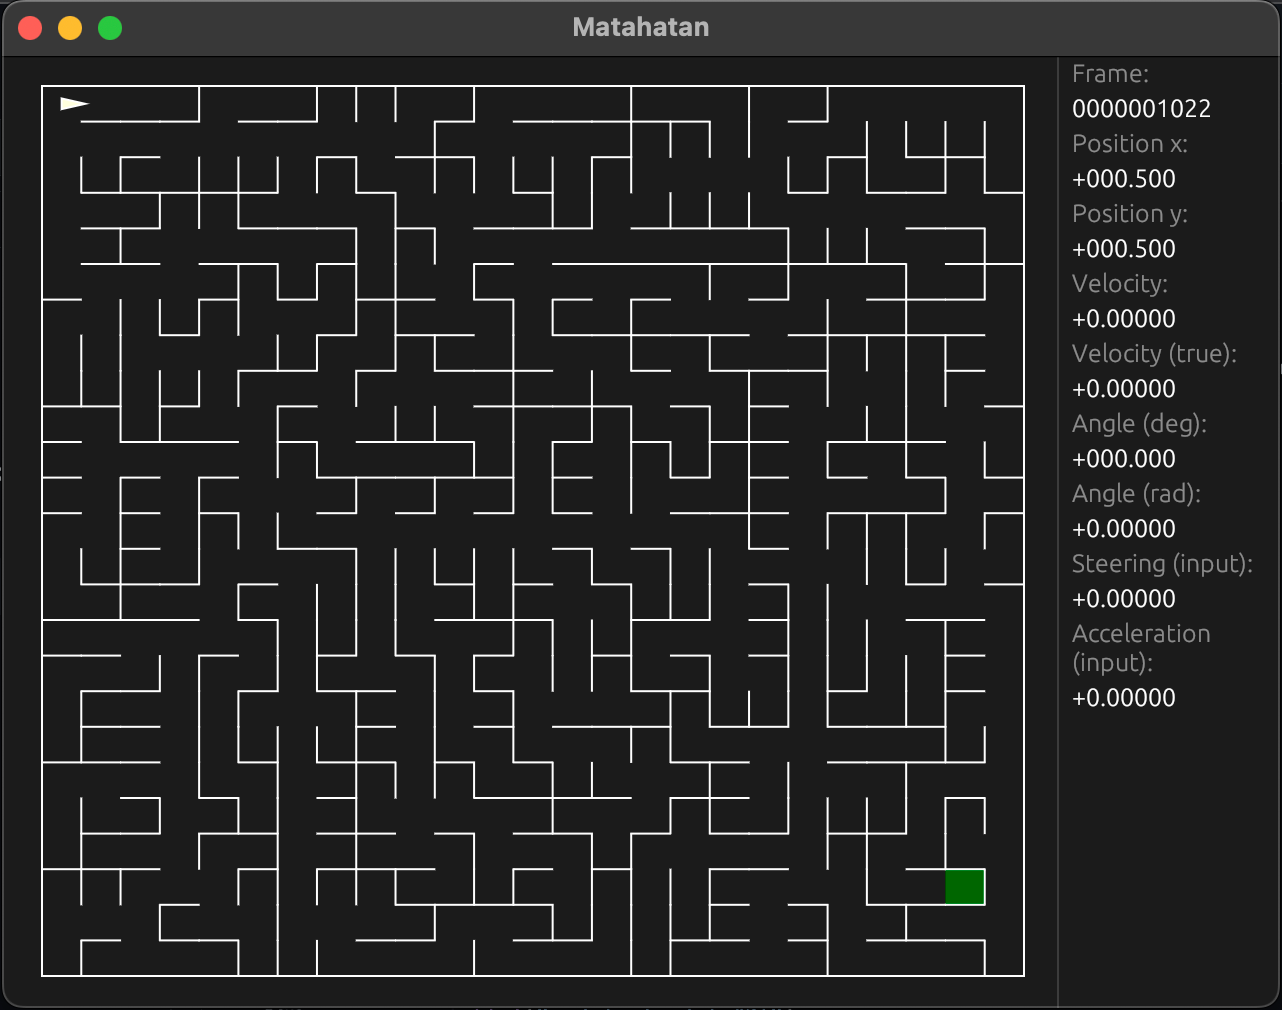 Matahatan
Frame:
0000001022
Position x:
+000.500
Position y:
+000.500
Velocity:
+0.00000
Velocity (true):
+0.00000
Angle (deg):
+000.000
Angle (rad):
+0.00000
Steering (input):
+0.00000
Acceleration
(input):
+0.00000